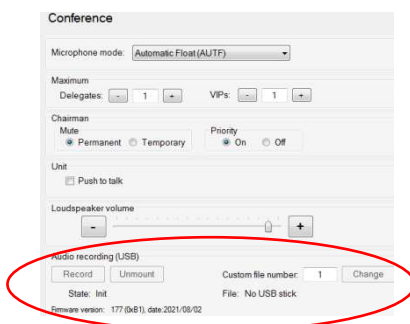 Conference
Microphone mode: Automatic Float (AUTF)
Maximum
Delegates: - 1 + VIPs: - 1 +
Chairman
Mute Priority
Permanent Temporary On Off
Unit
Push to talk
Loudspeaker volume
- +
Audio recording (USB)
Record Unmount Custom file number: 1 Change
State: Init File: No USB stick
Firmware version: 177 (0xB1), date:2021/08/02